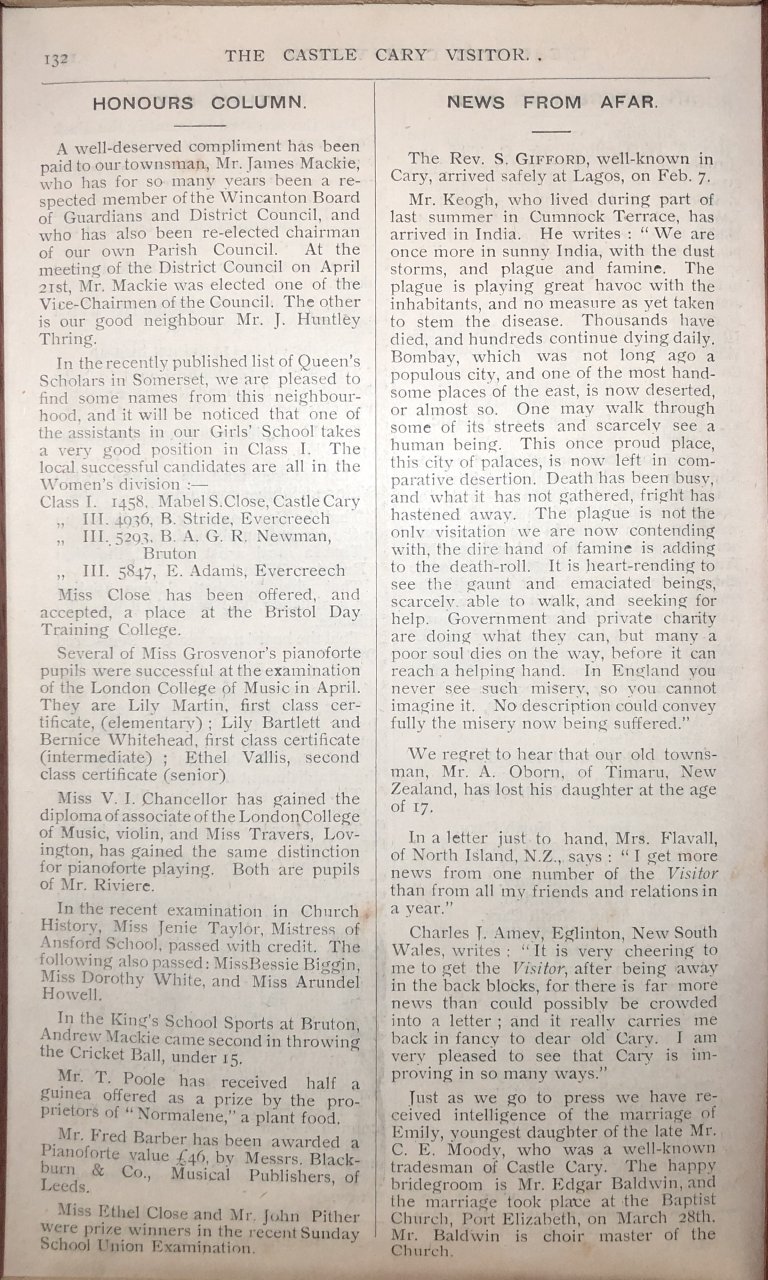 132
THE CASTLE CARY VISITOR. .
HONOURS COLUMN.
A well-deserved compliment has been
paid to our townsman, Mr. James Mackie,
who has for so many years been a re-
spected member of the Wincanton Board
of Guardians and District Council, and
who has also been re-elected chairman
of our own Parish Council. At the
meeting of the District Council on April
21st, Mr. Mackie was elected one of the
Vice-Chairmen of the Council. The other
is our good neighbour Mr. J. Huntley
Thring.
In the recently published list of Queen's
Scholars in Somerset, we are pleased to
find some names from this neighbour-
hood, and it will be noticed that one of
the assistants in our Girls' School takes
a very good position in Class I. The
local successful candidates are all in the
Women's division :—
Class I. 1458, Mabel S. Close, Castle Cary
„ III. 4936, B. Stride, Evercreech
„ III. 5293, B. A. G. R. Newman,
Bruton
„ III. 5847, E. Adams, Evercreech
Miss Close has been offered, and
accepted, a place at the Bristol Day
Training College.
Several of Miss Grosvenor's pianoforte
pupils were successful at the examination
of the London College of Music in April.
They are Lily Martin, first class cer-
tificate, (elementary) ; Lily Bartlett and
Bernice Whitehead, first class certificate
(intermediate) ; Ethel Vallis, second
class certificate (senior)
Miss V. I. Chancellor has gained the
diploma of associate of the London College
of Music, violin, and Miss Travers, Lov-
ington, has gained the same distinction
for pianoforte playing. Both are pupils
of Mr. Riviere.
In the recent examination in Church
History, Miss Jenie Taylor, Mistress of
Ansford School, passed with credit. The
following also passed: Miss Bessie Biggin,
Miss Dorothy White, and Miss Arundel
Howell.
In the King's School Sports at Bruton,
Andrew Mackie came second in throwing
the Cricket Ball, under 15.
Mr. T. Poole has received half a
guinea offered as a prize by the pro-
prietors of "Normalene," a plant food.
Mr. Fred Barber has been awarded a
Pianoforte value £46, by Messrs. Black-
burn & Co., Musical Publishers, of
Leeds.
Miss Ethel Close and Mr. John Pither
were prize winners in the recent Sunday
School Union Examination.
NEWS FROM AFAR.
The Rev. S. GIFFORD, well-known in
Cary, arrived safely at Lagos, on Feb. 7.
Mr. Keogh, who lived during part of
last summer in Cumnock Terrace, has
arrived in India. He writes : " We are
once more in sunny India, with the dust
storms, and plague and famine. The
plague is playing great havoc with the
inhabitants, and no measure as yet taken
to stem the disease. Thousands have
died, and hundreds continue dying daily.
Bombay, which was not long ago a
populous city, and one of the most hand-
some places of the east, is now deserted,
or almost so. One may walk through
some of its streets and scarcely see a
human being. This once proud place,
this city of palaces, is now left in com-
parative desertion. Death has been busy,
and what it has not gathered, fright has
hastened away. The plague is not the
only visitation we are now contending
with, the dire hand of famine is adding
to the death-roll. It is heart-rending to
see the gaunt and emaciated beings,
scarcely able to walk, and seeking for
help. Government and private charity
are doing what they can, but many a
poor soul dies on the way, before it can
reach a helping hand. In England you
never see such misery, so you cannot
imagine it. No description could convey
fully the misery now being suffered."
We regret to hear that our old towns-
man, Mr. A. Oborn, of Timaru, New
Zealand, has lost his daughter at the age
of 17.
In a letter just to hand, Mrs. Flavall,
of North Island, N.Z., says : " I get more
news from one number of the Visitor
than from all my friends and relations in
a year."
Charles J. Amey, Eglinton, New South
Wales, writes : " It is very cheering to
me to get the Visitor, after being away
in the back blocks, for there is far more
news than could possibly be crowded
into a letter ; and it really carries me
back in fancy to dear old Cary. I am
very pleased to see that Cary is im-
proving in so many ways."
Just as we go to press we have re-
ceived intelligence of the marriage of
Emily, youngest daughter of the late Mr.
C. E. Moody, who was a well-known
tradesman of Castle Cary. The happy
bridegroom is Mr. Edgar Baldwin, and
the marriage took place at the Baptist
Church, Port Elizabeth, on March 28th.
Mr. Baldwin is choir master of the
Church.